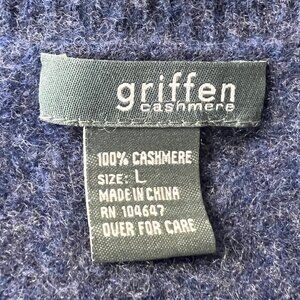 griffen
cashmere
100% CASHMERE
SIZE: L
MADE IN CHINA
RN 104647
OVER FOR CARE